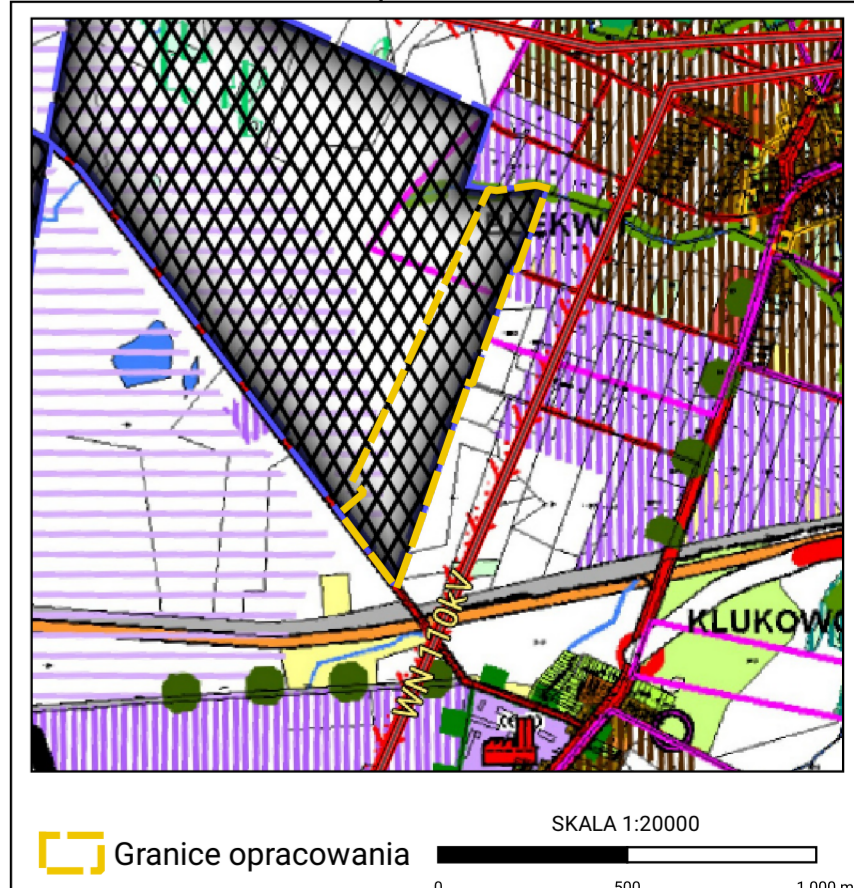 WN 110kV
KLUKOWO
SKALA 1:20000
Granice opracowania
0 500 1 000 m